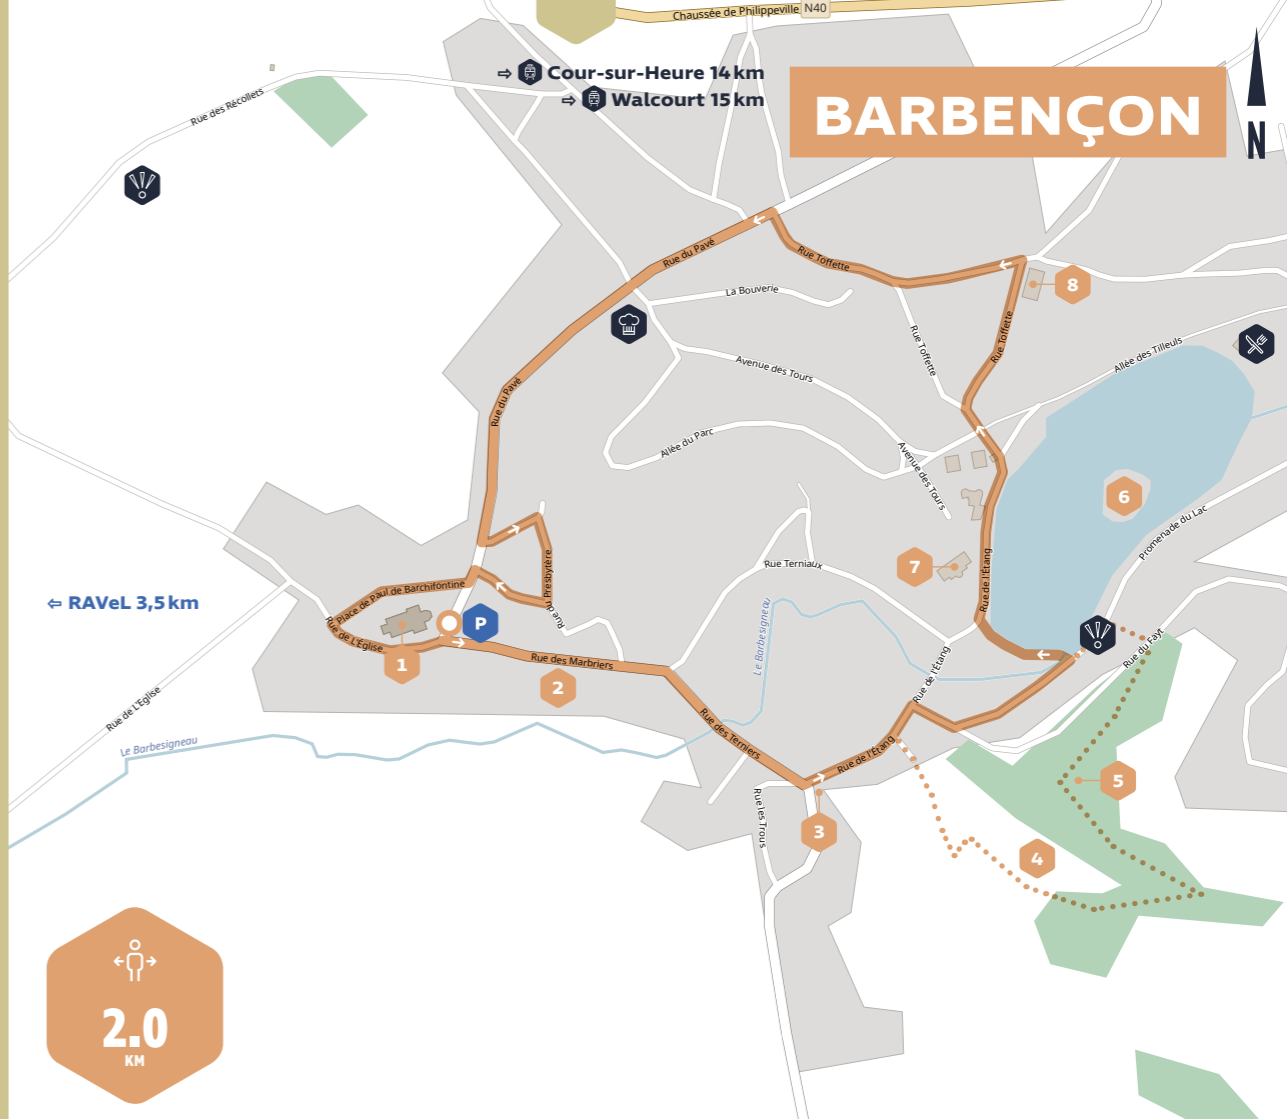 Chaussée de Philippeville N40
⇨ Cour-sur-Heure 14 km
⇨ Walcourt 15 km
BARBENÇON
N
Rue des Récollets
Rue du Pavé
Rue Toffette
8
La Bouverie
Rue Toffette
Rue Toffette
Allée des Tilleuls
Avenue des Tours
Rue du Pavé
Allée du Parc
Avenue des Tours
6
Promenade du Lac
Rue Terniaux
7
Rue de l'Étang
Rue du Presbytère
Place de Paul de Barchifontine
⇦ RAVeL 3,5 km
P
Rue de L'Église
1
Rue des Marbriers
2
Le Barbesigneau
Rue de l'Étang
Rue du Fayt
Rue de L'Église
Le Barbesigneau
Rue des Terniers
Rue de l'Étang
5
Rue les Trous
3
4
2.0
KM